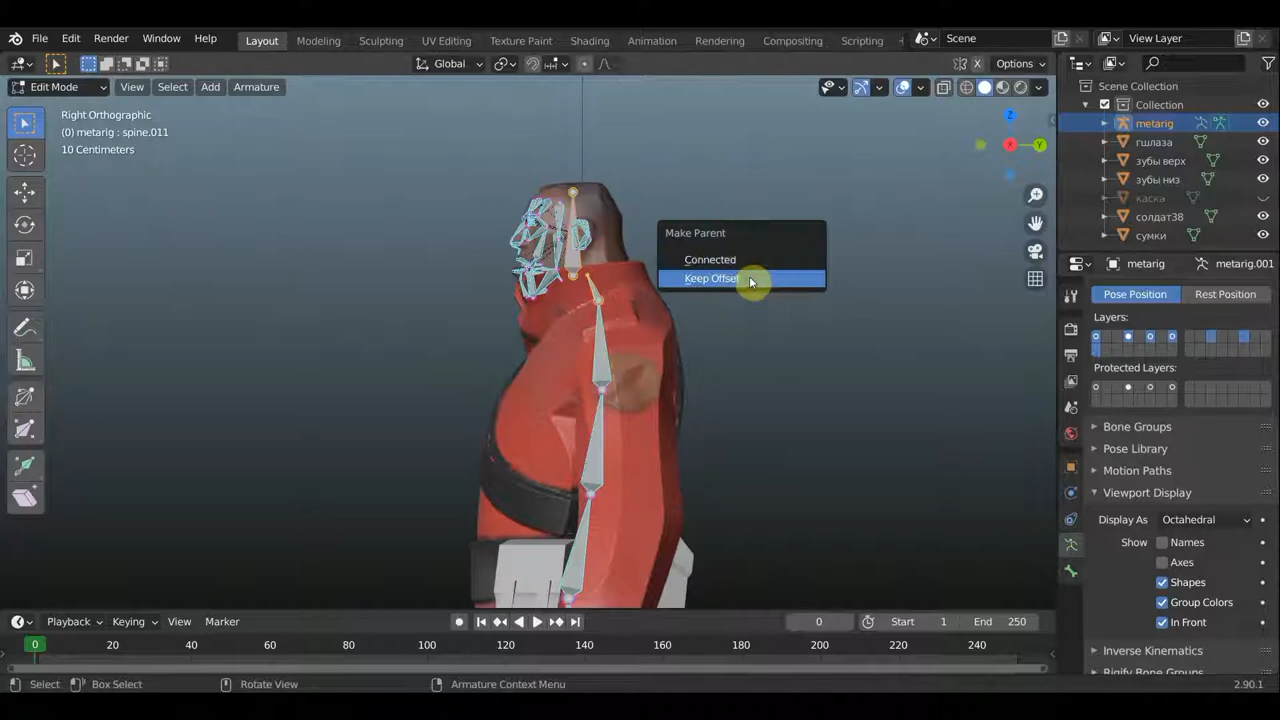 File Edit Render Window Help
Layout Modeling Sculpting UV Editing Texture Paint Shading Animation Rendering Compositing Scripting
Scene
View Layer
Global
Options
Edit Mode View Select Add Armature
Right Orthographic
(0) metarig : spine.011
10 Centimeters
Z
X
Y
Make Parent
Connected
Keep Offset
Scene Collection
Collection
metarig
гшлаза
зубы верх
зубы низ
каска
солдат38
сумки
metarig
metarig.001
Pose Position Rest Position
Layers:
Protected Layers:
Bone Groups
Pose Library
Motion Paths
Viewport Display
Display As Octahedral
Show Names
Axes
Shapes
Group Colors
In Front
Inverse Kinematics
Rigify Bone Groups
Playback Keying View Marker
0
Start 1
End 250
0 20 40 60 80 100 120 140 160 180 200 220 240
Select Box Select Rotate View Armature Context Menu
2.90.1